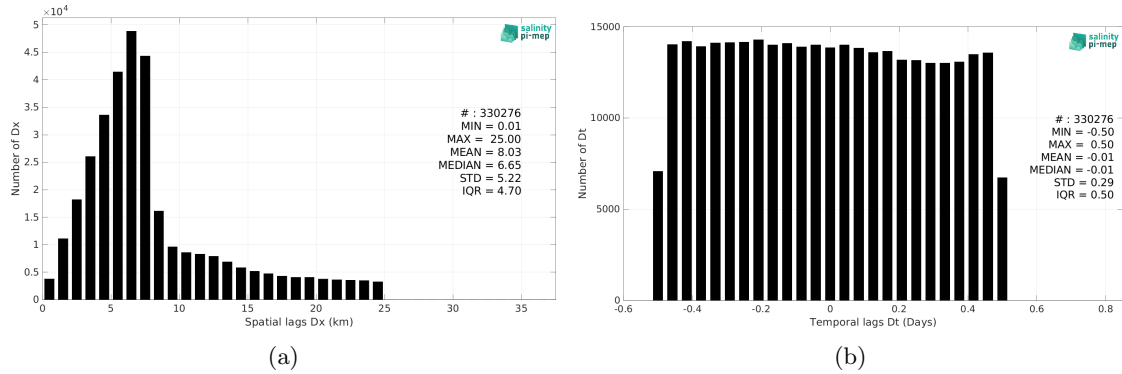 ×10⁴
5
4.5
4
3.5
3
2.5
2
1.5
1
0.5
0
Number of Dx
0 5 10 15 20 25 30 35
Spatial lags Dx (km)
salinity
pi-mep
# : 330276
MIN = 0.01
MAX = 25.00
MEAN = 8.03
MEDIAN = 6.65
STD = 5.22
IQR = 4.70
(a)
15000
10000
5000
0
Number of Dt
-0.6 -0.4 -0.2 0 0.2 0.4 0.6 0.8
Temporal lags Dt (Days)
salinity
pi-mep
# : 330276
MIN = -0.50
MAX = 0.50
MEAN = -0.01
MEDIAN = -0.01
STD = 0.29
IQR = 0.50
(b)